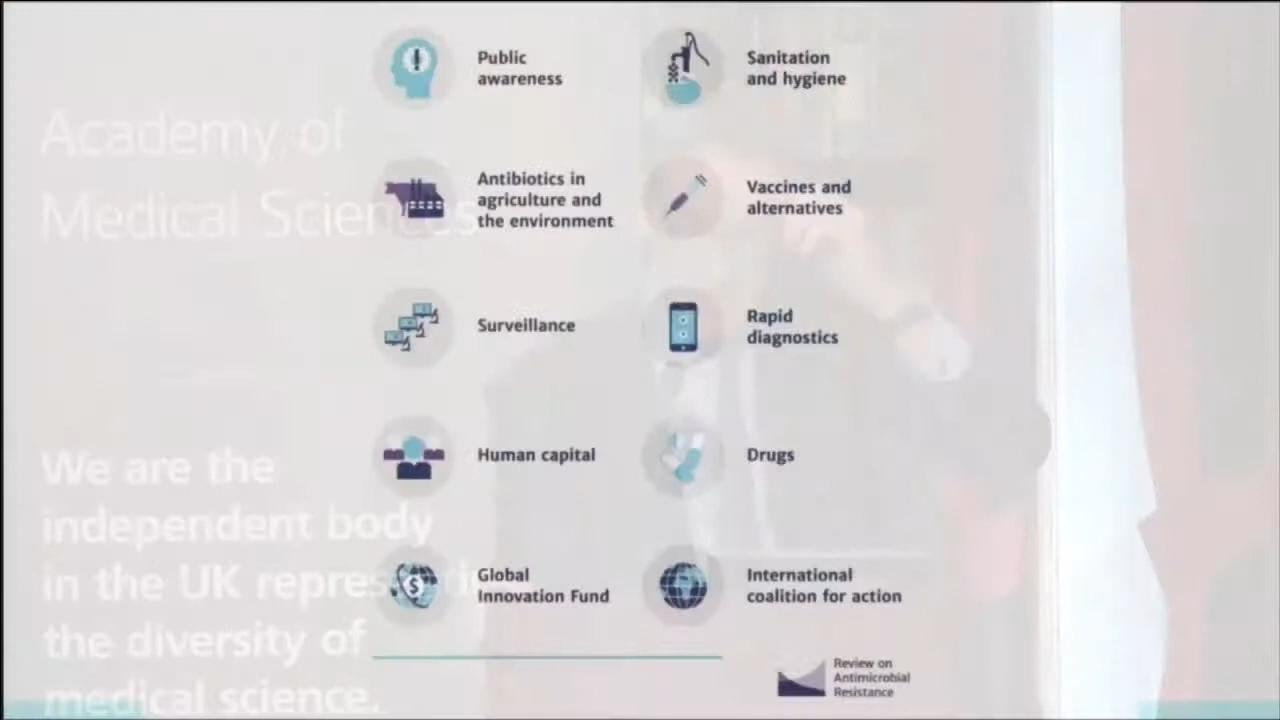 Academy of
Medical Sciences
We are the
independent body
in the UK representing
the diversity of
medical science.
Public
awareness
Sanitation
and hygiene
Antibiotics in
agriculture and
the environment
Vaccines and
alternatives
Surveillance
Rapid
diagnostics
Human capital
Drugs
Global
Innovation Fund
International
coalition for action
Review on
Antimicrobial
Resistance